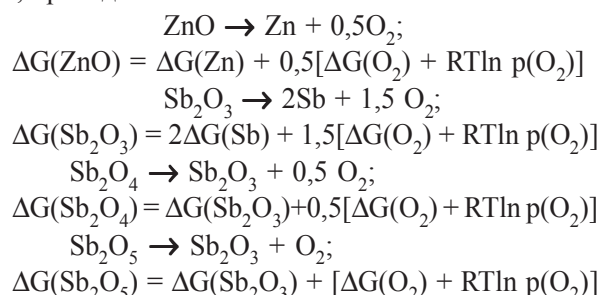 ZnO → Zn + 0,5O₂;
ΔG(ZnO) = ΔG(Zn) + 0,5[ΔG(O₂) + RTln p(O₂)]
Sb₂O₃ → 2Sb + 1,5 O₂;
ΔG(Sb₂O₃) = 2ΔG(Sb) + 1,5[ΔG(O₂) + RTln p(O₂)]
Sb₂O₄ → Sb₂O₃ + 0,5 O₂;
ΔG(Sb₂O₄) = ΔG(Sb₂O₃)+0,5[ΔG(O₂) + RTln p(O₂)]
Sb₂O₅ → Sb₂O₃ + O₂;
ΔG(Sb₂O₅) = ΔG(Sb₂O₃) + [ΔG(O₂) + RTln p(O₂)]